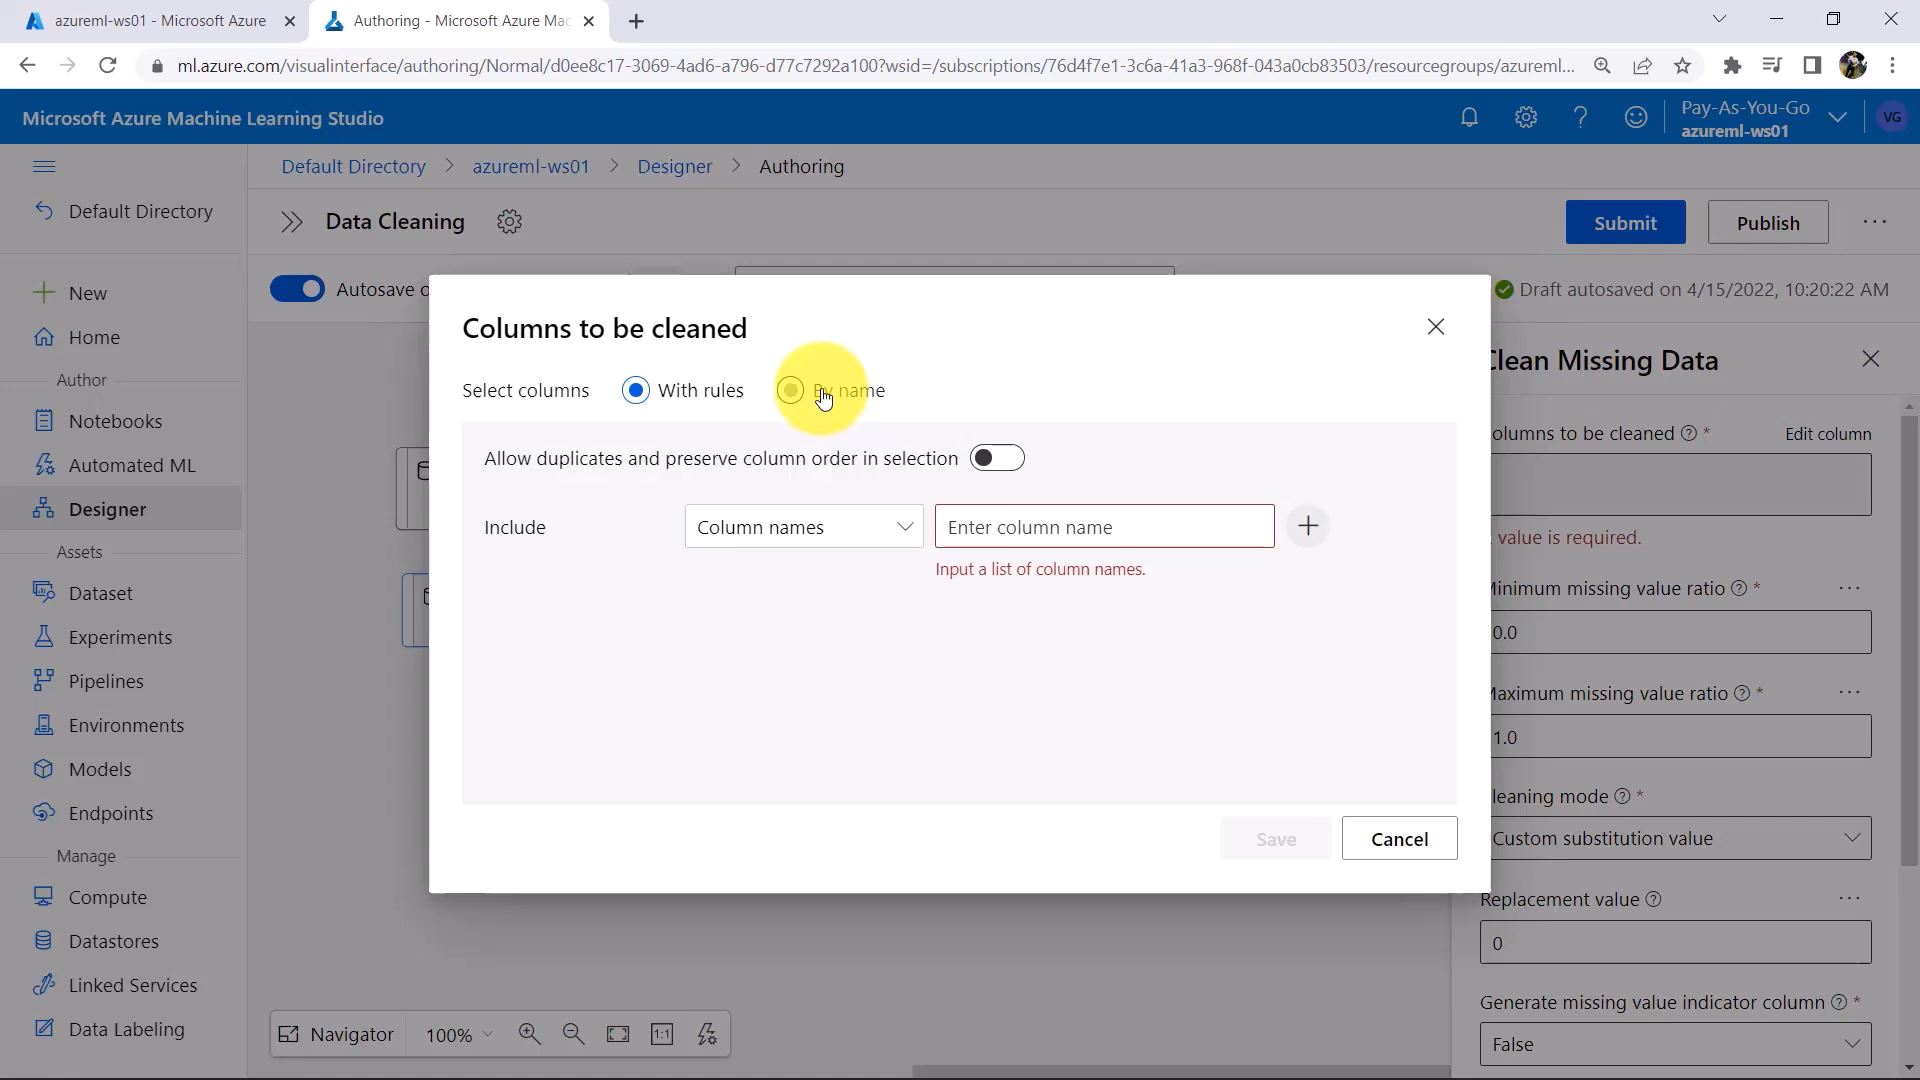 azureml-ws01 - Microsoft Azure
Authoring - Microsoft Azure Mac
ml.azure.com/visualinterface/authoring/Normal/d0ee8c17-3069-4ad6-a796-d77c7292a100?wsid=/subscriptions/76d4f7e1-3c6a-41a3-968f-043a0cb83503/resourcegroups/azureml...
Microsoft Azure Machine Learning Studio
Pay-As-You-Go
azureml-ws01
VG
Default Directory > azureml-ws01 > Designer > Authoring
Default Directory
Data Cleaning
Submit
Publish
Autosave o
Draft autosaved on 4/15/2022, 10:20:22 AM
New
Home
Author
Notebooks
Automated ML
Designer
Assets
Dataset
Experiments
Pipelines
Environments
Models
Endpoints
Manage
Compute
Datastores
Linked Services
Data Labeling
Columns to be cleaned
Select columns
With rules
By name
Allow duplicates and preserve column order in selection
Include
Column names
Enter column name
Input a list of column names.
Save
Cancel
Clean Missing Data
olumns to be cleaned *
Edit column
value is required.
Minimum missing value ratio *
0.0
Maximum missing value ratio *
1.0
leaning mode *
Custom substitution value
Replacement value
0
Generate missing value indicator column *
False
Navigator
100%
1:1